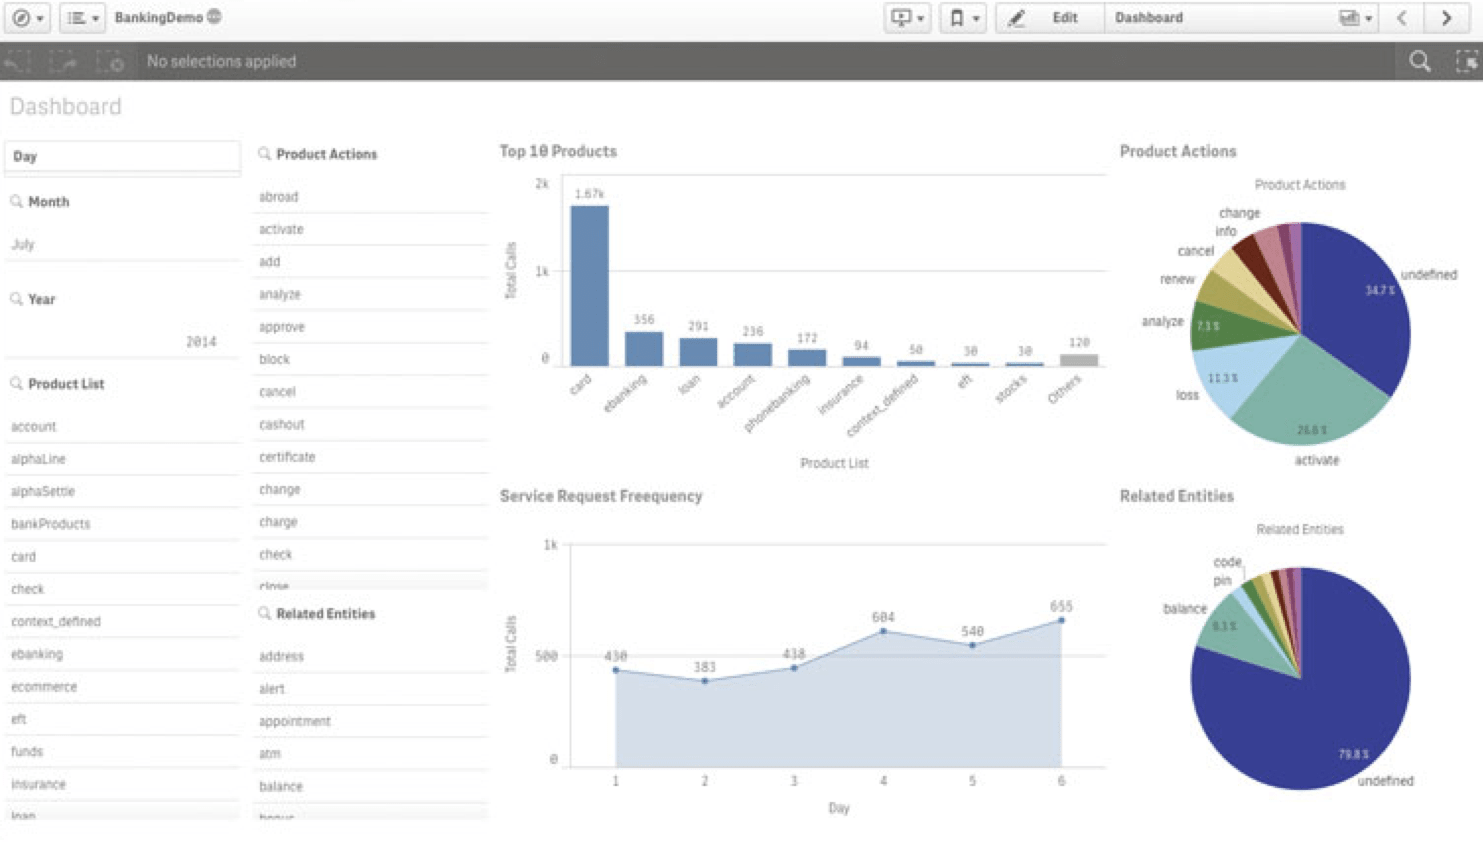 BankingDemo
Edit
Dashboard
No selections applied
Dashboard
Day
Month
July
Year
2014
Product List
account
alphaLine
alphaSettle
bankProducts
card
check
context_defined
ebanking
ecommerce
eft
funds
insurance
loan
Product Actions
abroad
activate
add
analyze
approve
block
cancel
cashout
certificate
change
charge
check
close
Related Entities
address
alert
appointment
atm
balance
bonus
Top 10 Products
Total Calls
2k
1k
0
1.67k
356
291
236
172
94
50
30
30
120
card
ebanking
loan
account
phonebanking
insurance
context_defined
eft
stocks
Others
Product List
Service Request Freequency
Total Calls
1k
500
0
430
383
438
604
540
655
1
2
3
4
5
6
Day
Product Actions
Product Actions
change
info
cancel
renew
analyze
loss
activate
undefined
34.7%
7.3%
11.3%
26.8%
Related Entities
Related Entities
code
pin
balance
undefined
79.8%